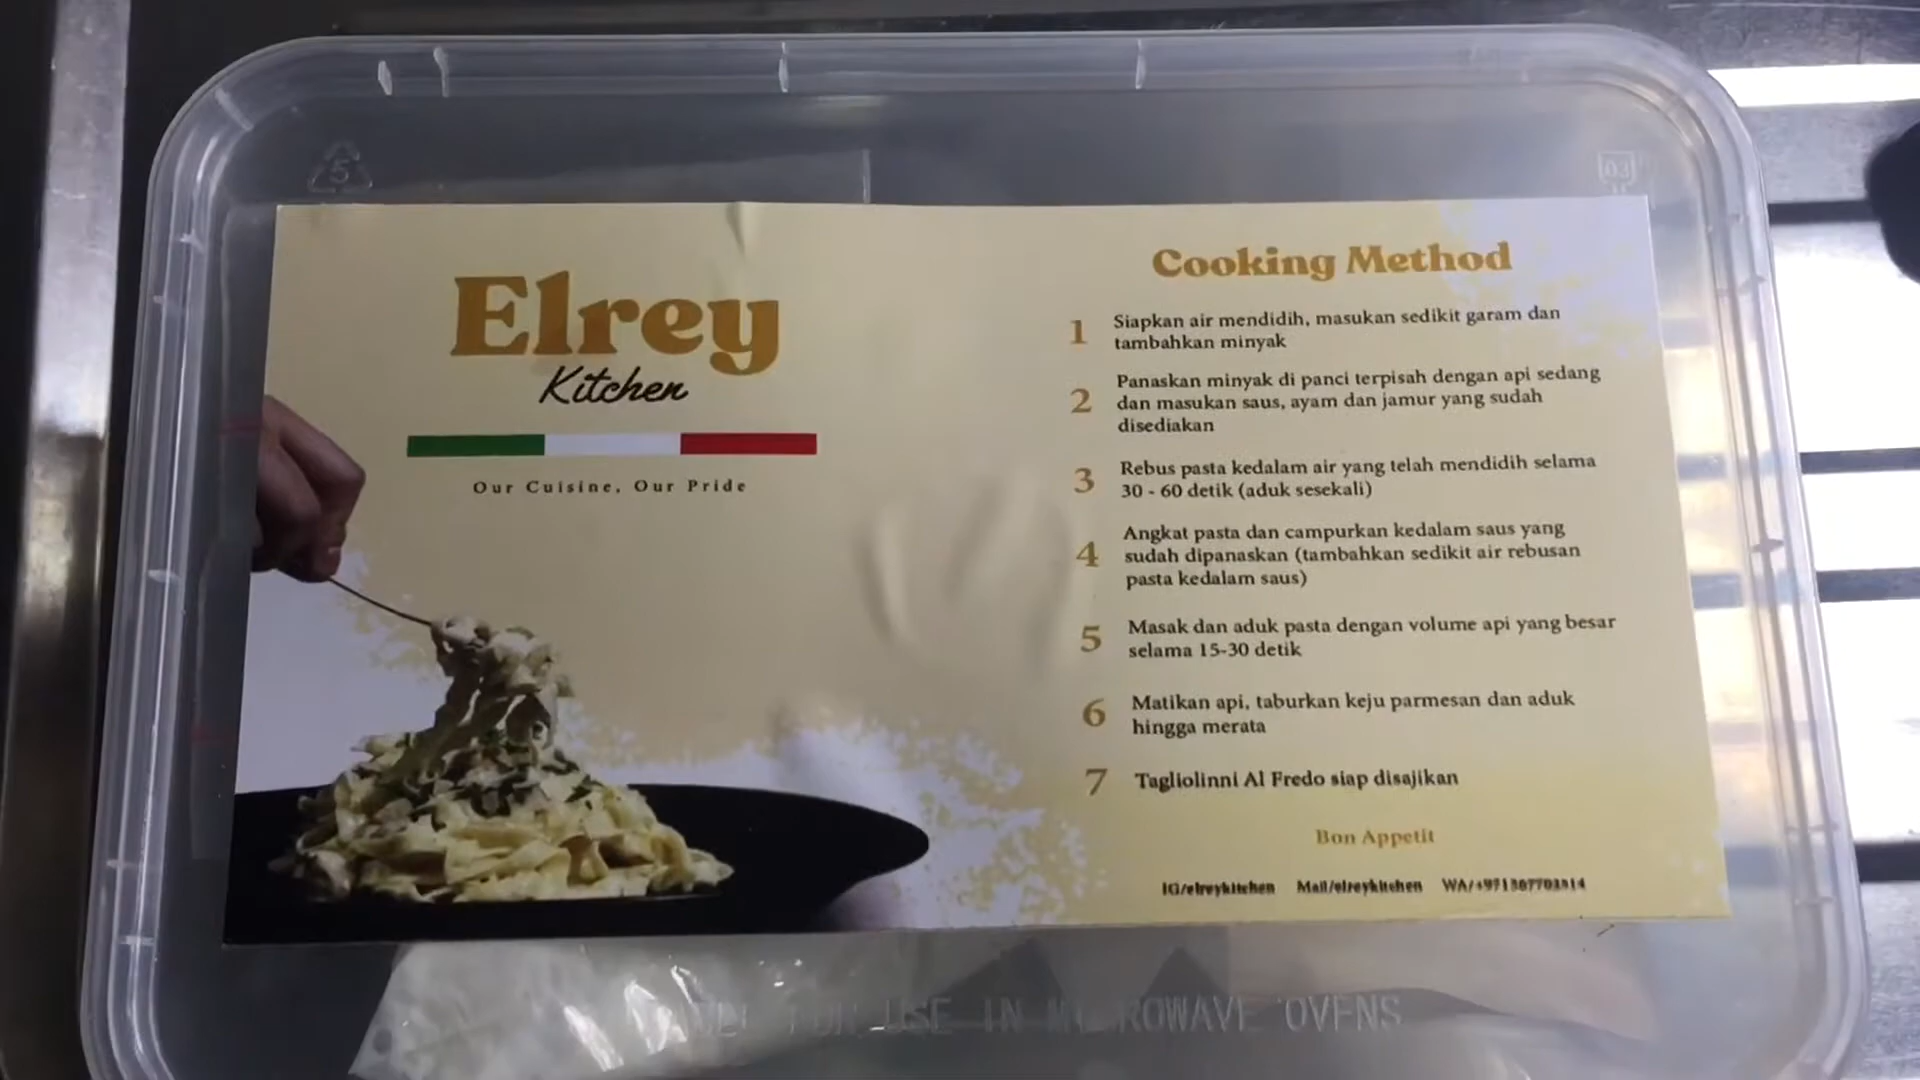 5
03
Elrey
Kitchen
Our Cuisine, Our Pride
Cooking Method
1
Siapkan air mendidih, masukan sedikit garam dan
tambahkan minyak
2
Panaskan minyak di panci terpisah dengan api sedang
dan masukan saus, ayam dan jamur yang sudah
disediakan
3
Rebus pasta kedalam air yang telah mendidih selama
30 - 60 detik (aduk sesekali)
4
Angkat pasta dan campurkan kedalam saus yang
sudah dipanaskan (tambahkan sedikit air rebusan
pasta kedalam saus)
5
Masak dan aduk pasta dengan volume api yang besar
selama 15-30 detik
6
Matikan api, taburkan keju parmesan dan aduk
hingga merata
7
Tagliolinni Al Fredo siap disajikan
Bon Appetit
IG/elreykitchen Mail/elreykitchen
USE IN MICROWAVE OVENS